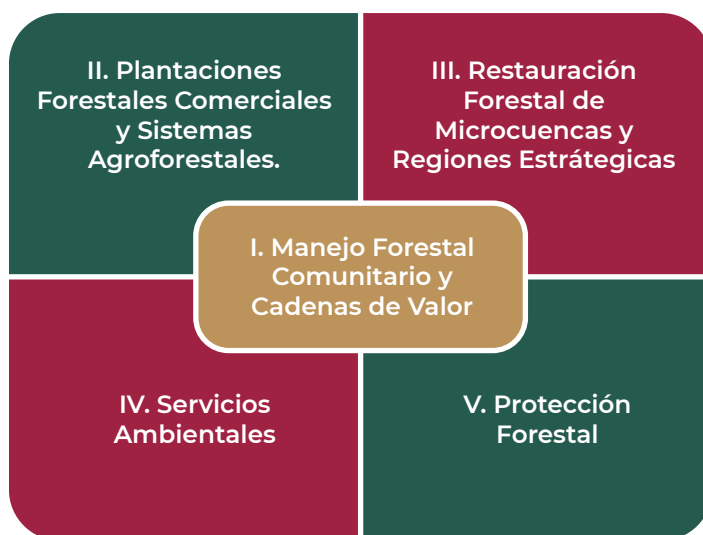 II. Plantaciones
Forestales Comerciales
y Sistemas
Agroforestales.
III. Restauración
Forestal de
Microcuencas y
Regiones Estrátegicas
I. Manejo Forestal
Comunitario y
Cadenas de Valor
IV. Servicios
Ambientales
V. Protección
Forestal